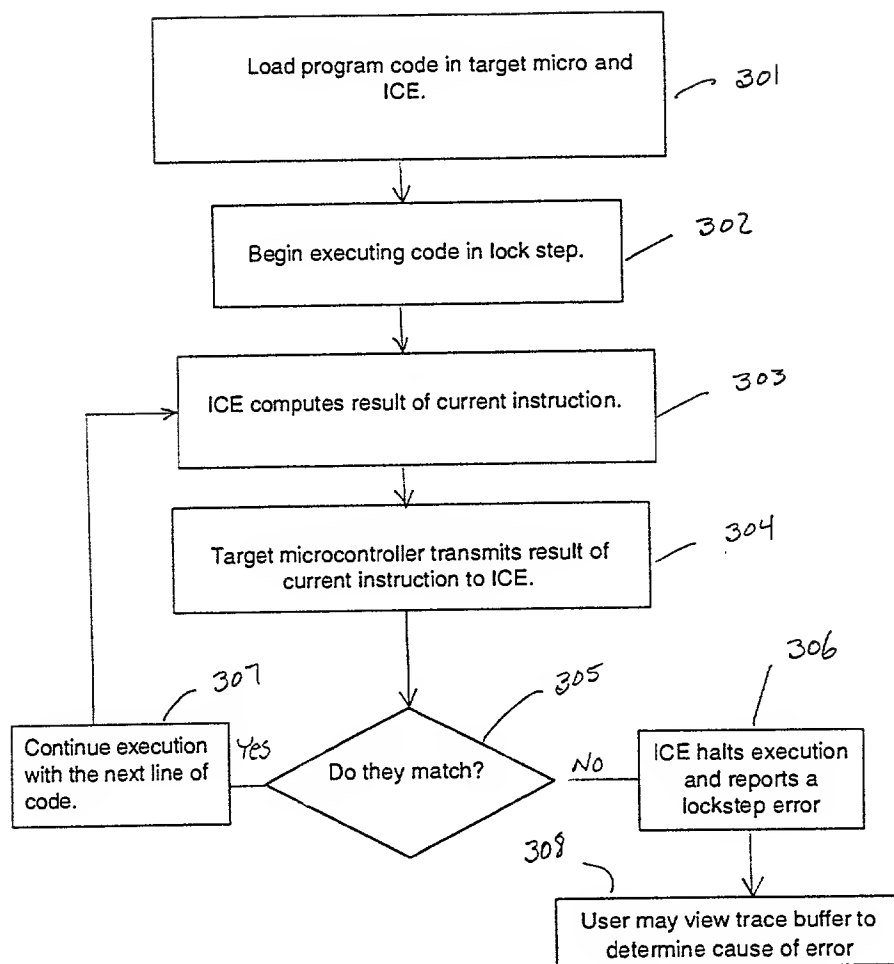 Load program code in target micro and
ICE.
301
Begin executing code in lock step.
302
ICE computes result of current instruction.
303
Target microcontroller transmits result of
current instruction to ICE.
304
307
305
306
Continue execution
with the next line of
code.
Yes
Do they match?
NO
ICE halts execution
and reports a
lockstep error
308
User may view trace buffer to
determine cause of error